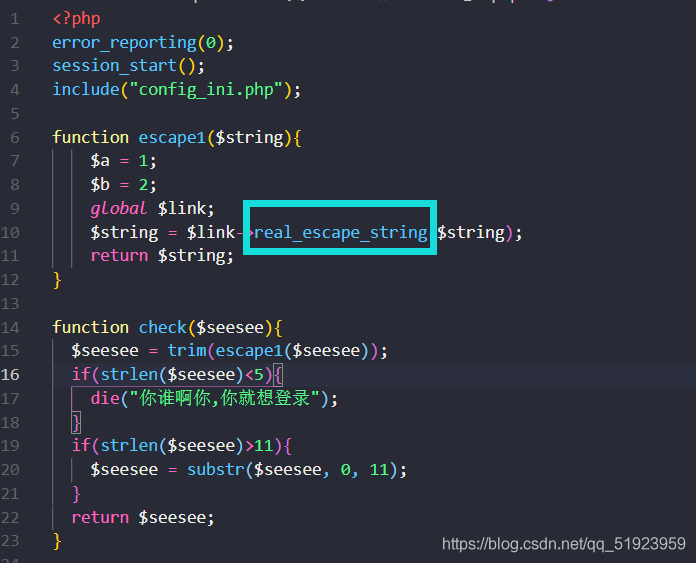 1 <?php
2 error_reporting(0);
3 session_start();
4 include("config_ini.php");
5
6 function escape1($string){
7 $a = 1;
8 $b = 2;
9 global $link;
10 $string = $link->real_escape_string($string);
11 return $string;
12 }
13
14 function check($seesee){
15 $seesee = trim(escape1($seesee));
16 if(strlen($seesee)<5){
17 die("你谁啊你,你就想登录");
18 }
19 if(strlen($seesee)>11){
20 $seesee = substr($seesee, 0, 11);
21 }
22 return $seesee;
23 }
https://blog.csdn.net/qq_51923959